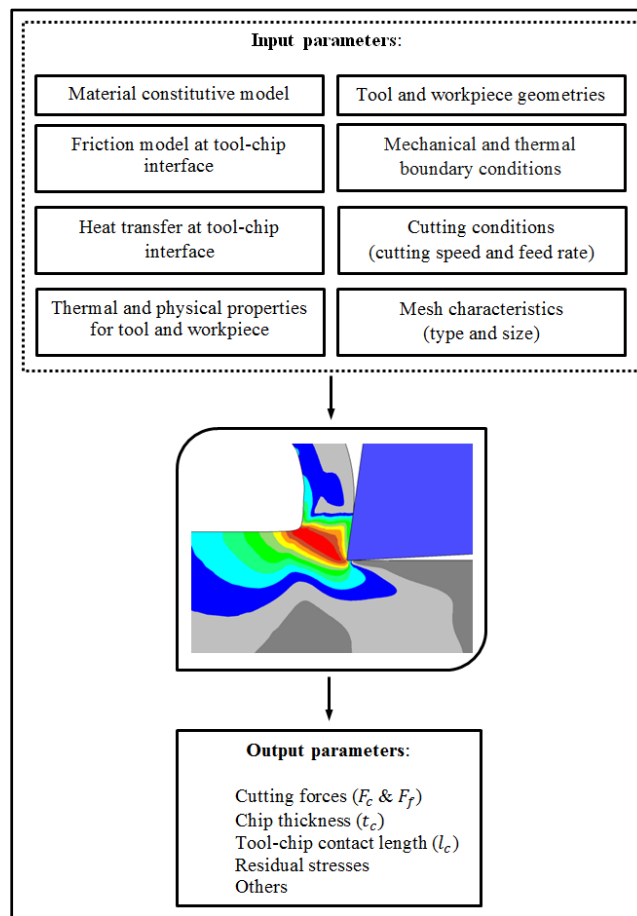 Input parameters:
Material constitutive model
Tool and workpiece geometries
Friction model at tool-chip
interface
Mechanical and thermal
boundary conditions
Heat transfer at tool-chip
interface
Cutting conditions
(cutting speed and feed rate)
Thermal and physical properties
for tool and workpiece
Mesh characteristics
(type and size)
Output parameters:
Cutting forces (F_c & F_f)
Chip thickness (t_c)
Tool-chip contact length (l_c)
Residual stresses
Others